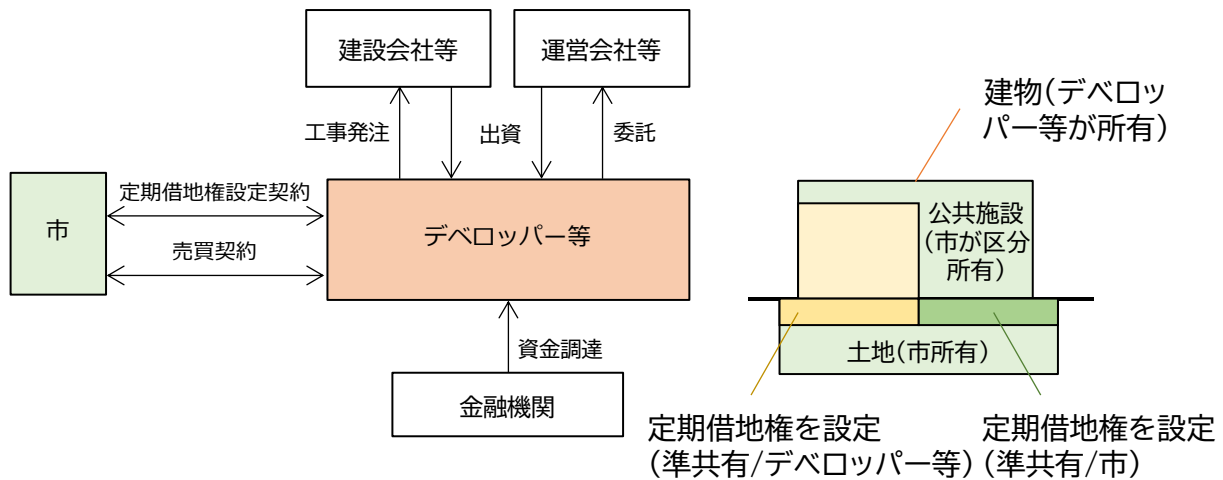 建設会社等
運営会社等
工事発注
出資
委託
市
定期借地権設定契約
売買契約
デベロッパー等
資金調達
金融機関
建物(デベロッ
パー等が所有)
公共施設
(市が区分
所有)
土地(市所有)
定期借地権を設定
(準共有/デベロッパー等)
定期借地権を設定
(準共有/市)